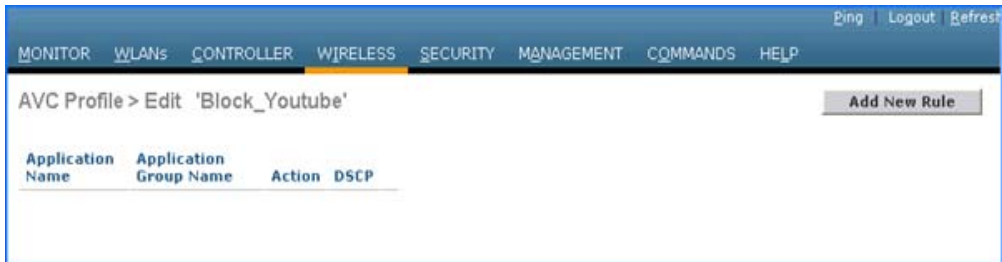 Ping | Logout | Refresh
MONITOR WLANs CONTROLLER WIRELESS SECURITY MANAGEMENT COMMANDS HELP
AVC Profile > Edit 'Block_Youtube'
Add New Rule
Application Name Application Group Name Action DSCP